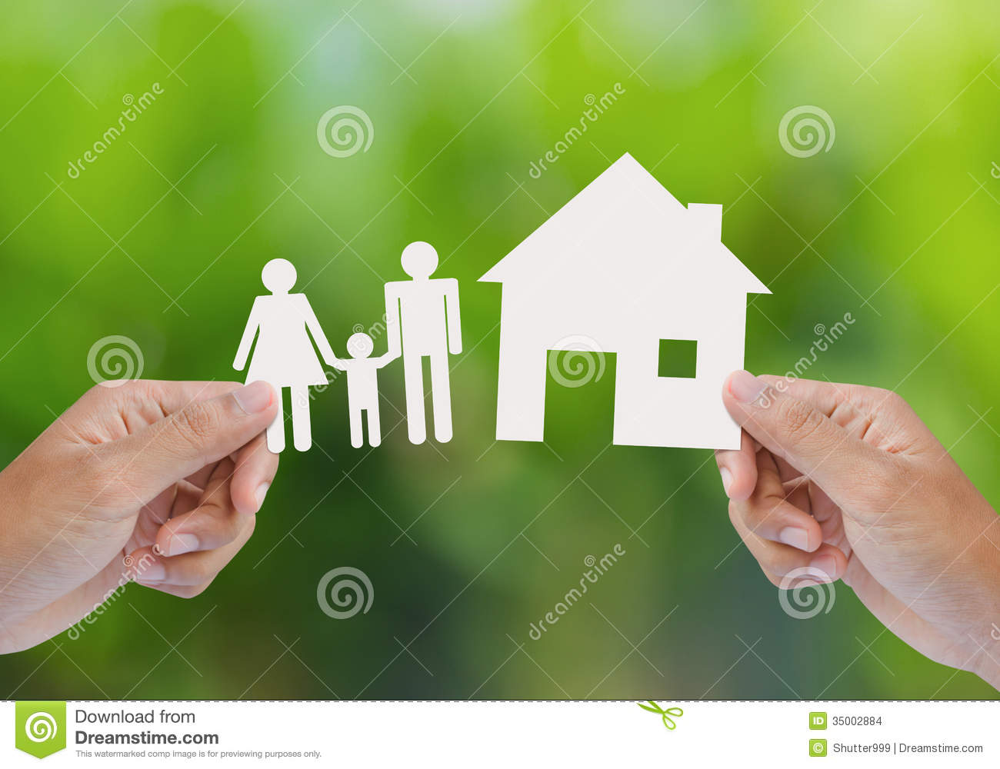 dreamstime
dreamstime
dreamstime
dreamstime
dreamstime
Download from
Dreamstime.com
This watermarked comp image is for previewing purposes only.
ID 35002884
© Shutter999 | Dreamstime.com